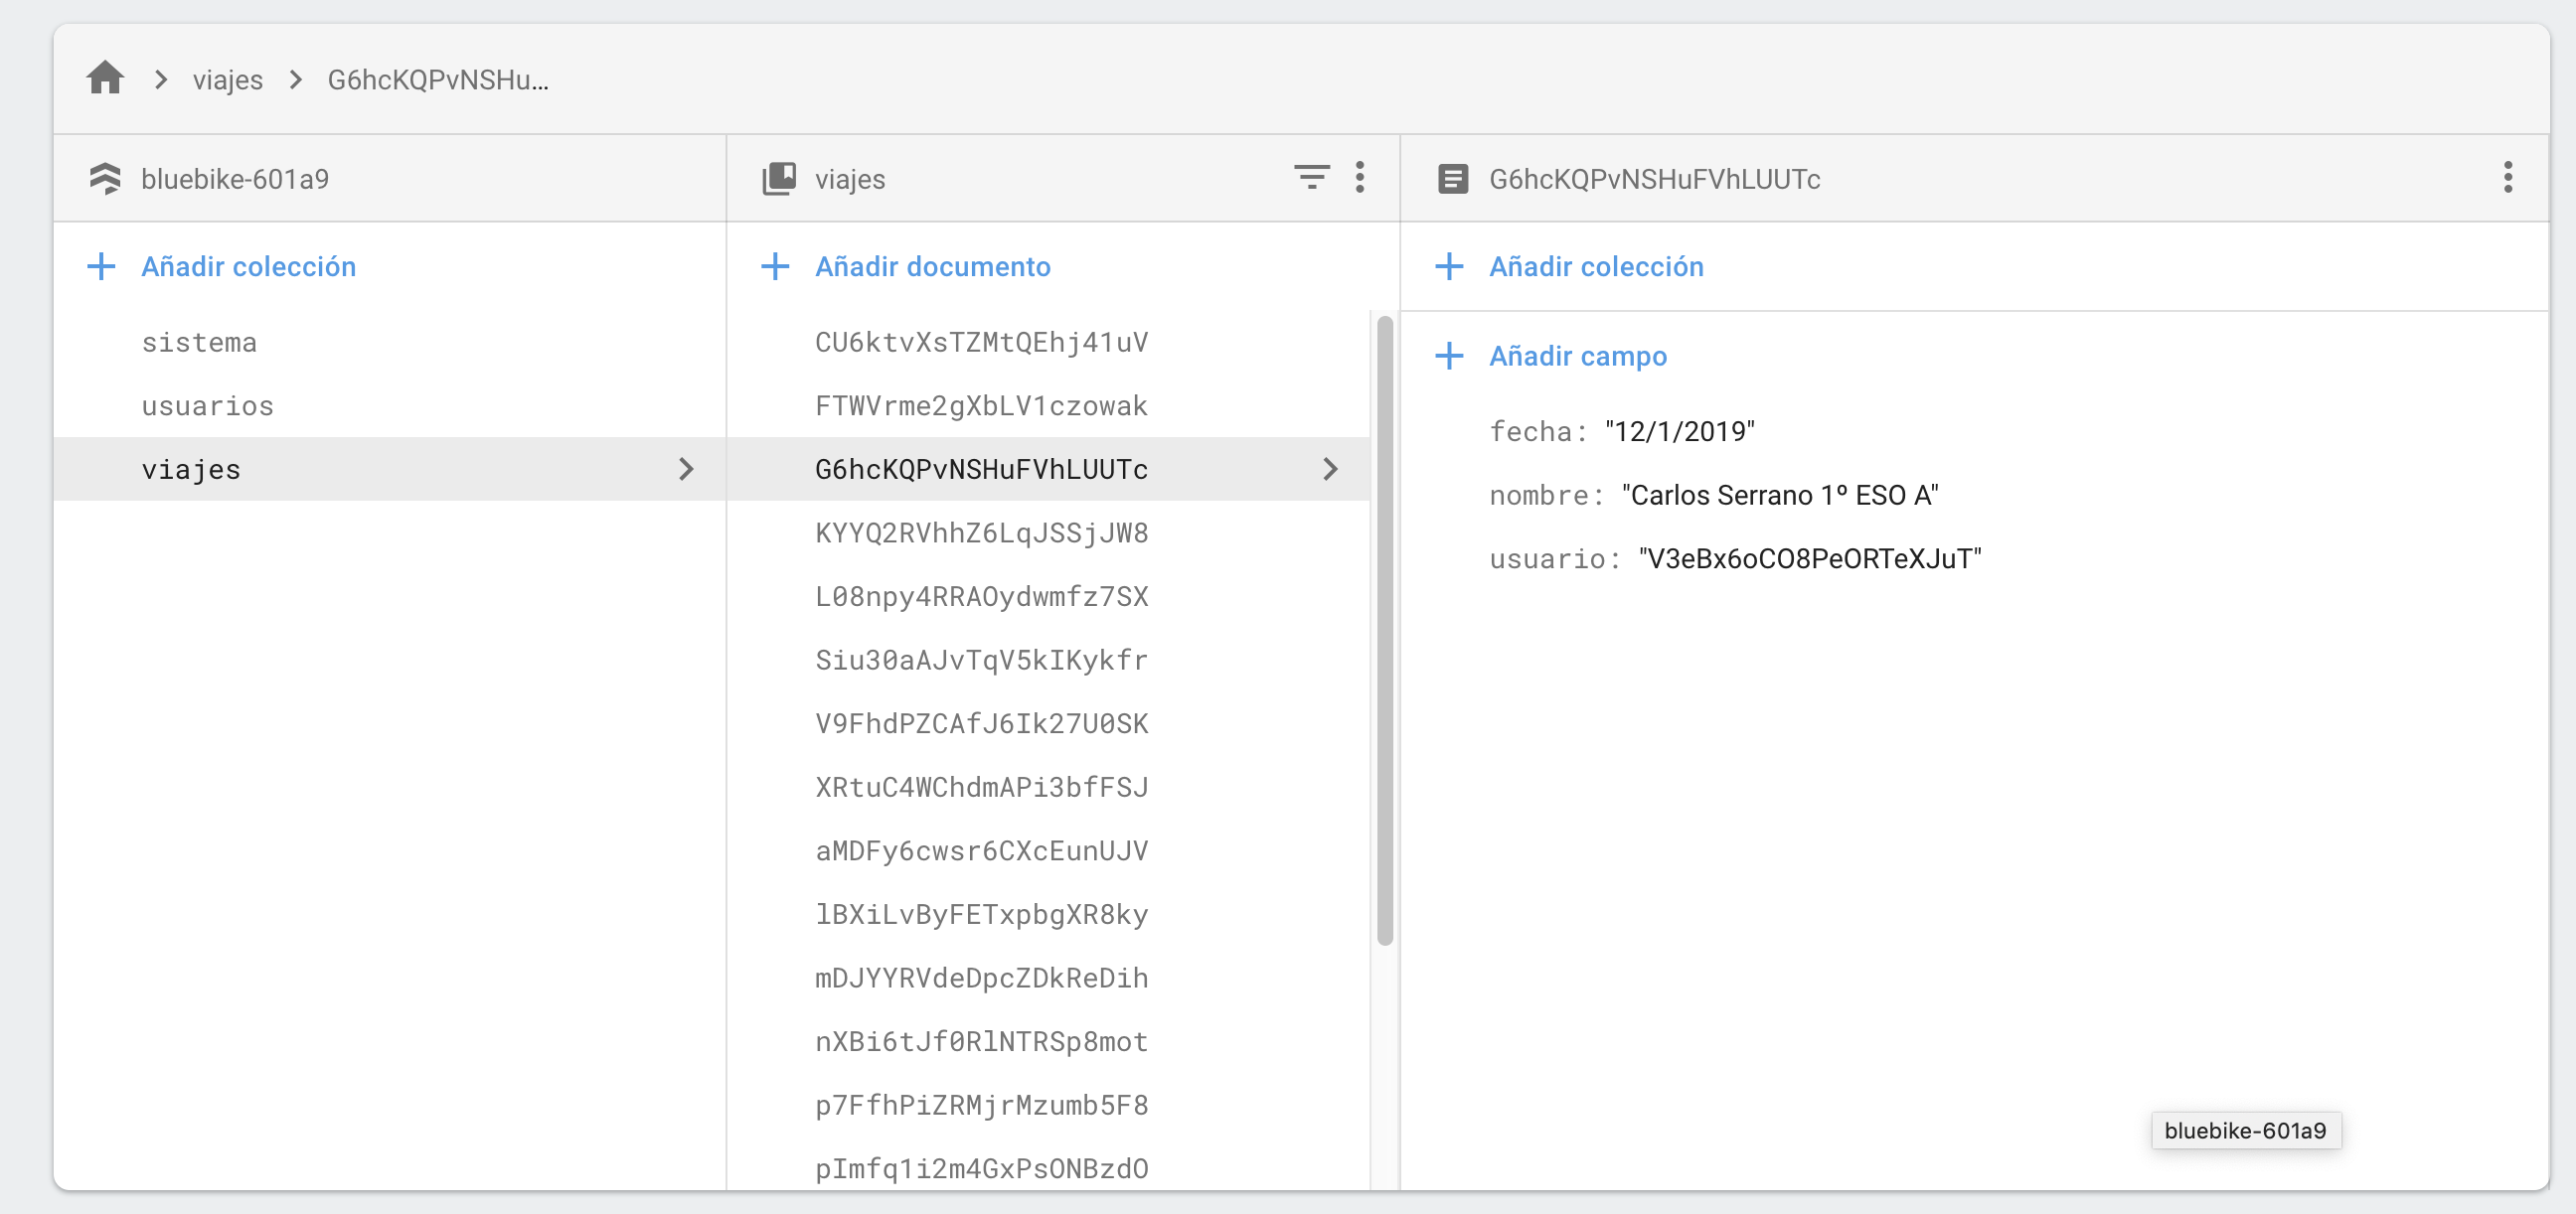 viajes
G6hcKQPvNSHu...
bluebike-601a9
Añadir colección
sistema
usuarios
viajes
viajes
Añadir documento
CU6ktvXsTZMtQEhj41uV
FTWVrme2gXbLV1czowak
G6hcKQPvNSHuFVhLUUTc
KYYQ2RVhhZ6LqJSSjJW8
L08npy4RRAOydwmfz7SX
Siu30aAJvTqV5kIKykfr
V9FhdPZCAfJ6Ik27U0SK
XRtuC4WChdmAPi3bfFSJ
aMDFy6cwsr6CXcEunUJV
lBXiLvByFETxpbgXR8ky
mDJYYRVdeDpcZDkReDih
nXBi6tJf0RlNTRSp8mot
p7FfhPiZRMjrMzumb5F8
pImfq1i2m4GxPsONBzdO
G6hcKQPvNSHuFVhLUUTc
Añadir colección
Añadir campo
fecha: "12/1/2019"
nombre: "Carlos Serrano 1º ESO A"
usuario: "V3eBx6oCO8PeORTeXJuT"
bluebike-601a9